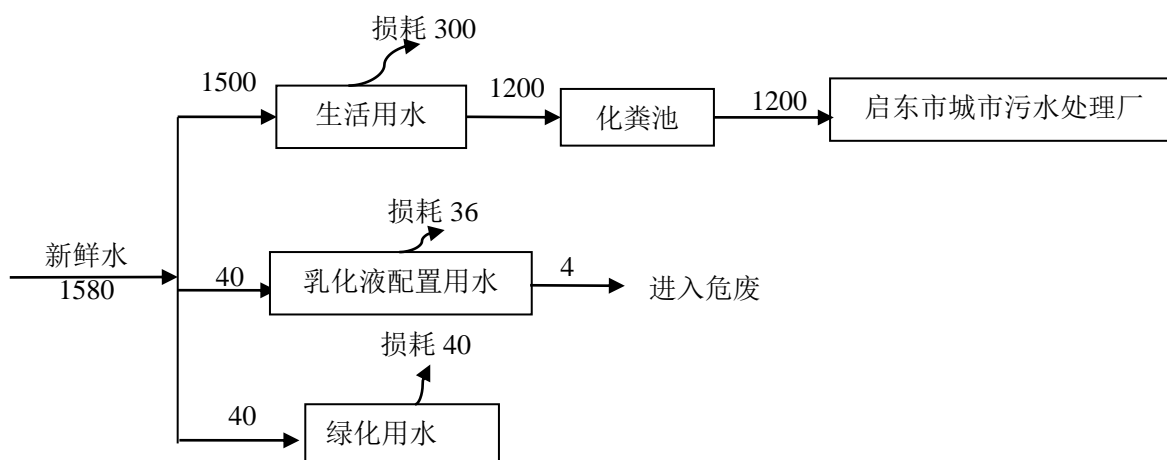 损耗 300
1500
生活用水
1200
化粪池
1200
启东市城市污水处理厂
损耗 36
新鲜水
1580
40
乳化液配置用水
4
进入危废
损耗 40
40
绿化用水